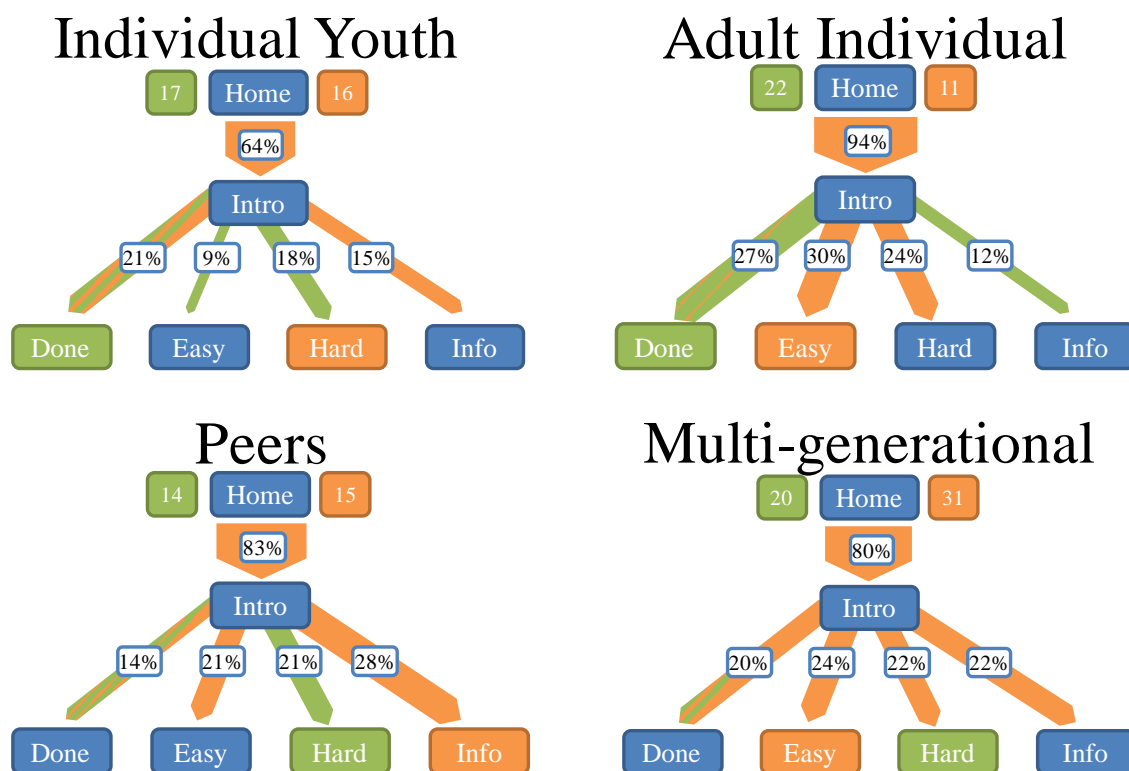 Individual Youth
17 Home 16
64%
Intro
21% 9% 18% 15%
Done Easy Hard Info
Adult Individual
22 Home 11
94%
Intro
27% 30% 24% 12%
Done Easy Hard Info
Peers
14 Home 15
83%
Intro
14% 21% 21% 28%
Done Easy Hard Info
Multi-generational
20 Home 31
80%
Intro
20% 24% 22% 22%
Done Easy Hard Info